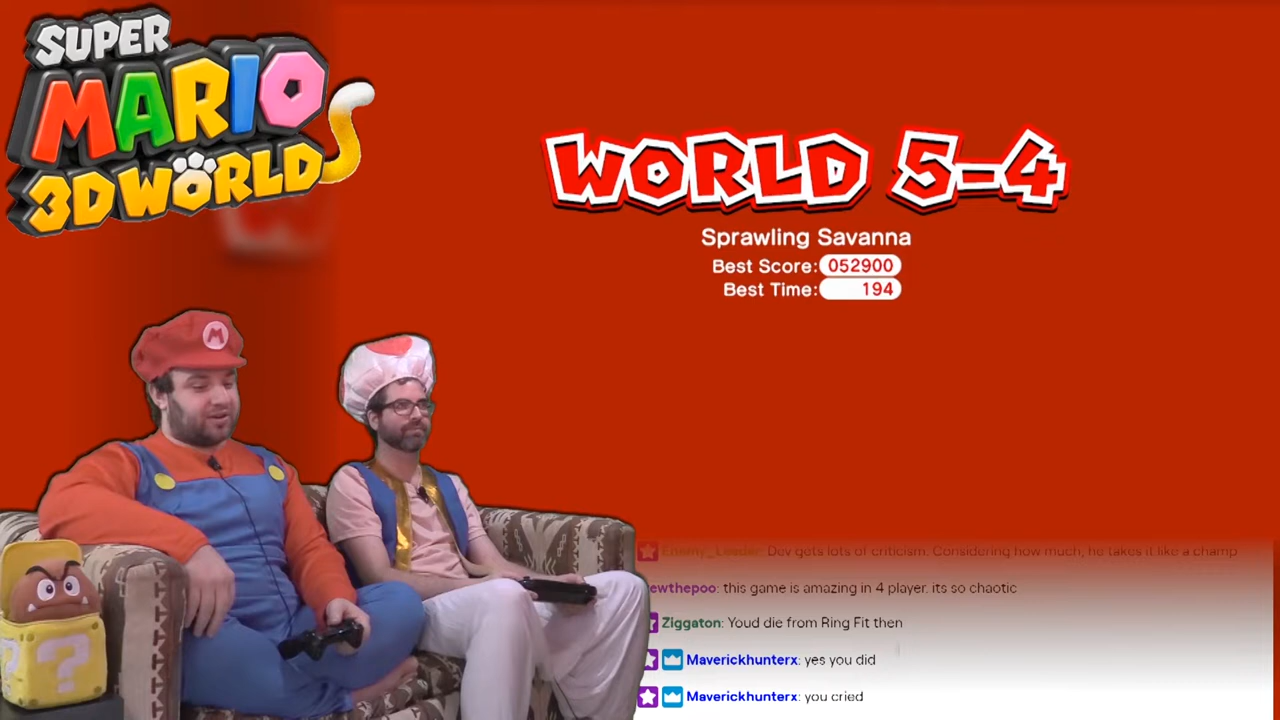 SUPER
MARIO
3D WORLD
WORLD 5-4
Sprawling Savanna
Best Score: 052900
Best Time: 194
M
Enemy_Leader: Dev gets lots of criticism. Considering how much, he takes it like a champ
ewthepoo: this game is amazing in 4 player. its so chaotic
Ziggaton: Youd die from Ring Fit then
Maverickhunterx: yes you did
Maverickhunterx: you cried
?